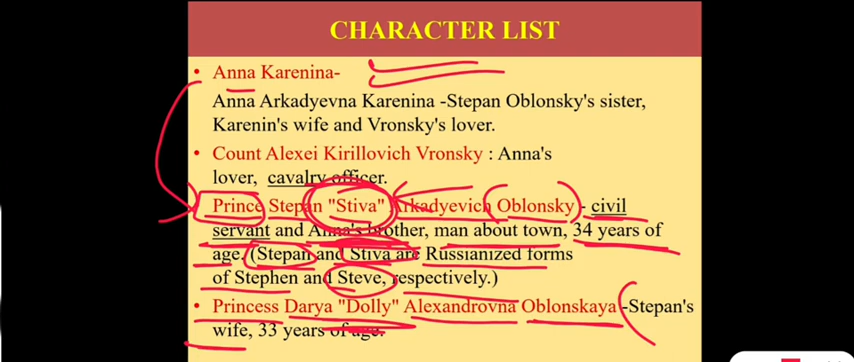 CHARACTER LIST
• Anna Karenina-
Anna Arkadyevna Karenina -Stepan Oblonsky's sister,
Karenin's wife and Vronsky's lover.
• Count Alexei Kirillovich Vronsky : Anna's
lover, cavalry officer.
• Prince Stepan "Stiva" Arkadyevich Oblonsky - civil
servant and Anna's brother, man about town, 34 years of
age. (Stepan and Stiva are Russianized forms
of Stephen and Steve, respectively.)
• Princess Darya "Dolly" Alexandrovna Oblonskaya -Stepan's
wife, 33 years of age.